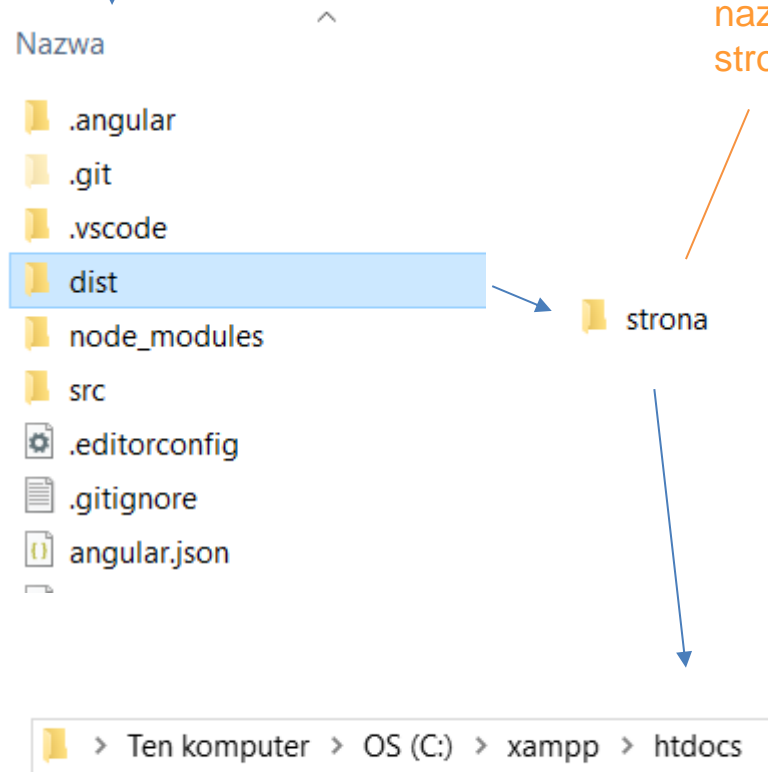 Nazwa
.angular
.git
.vscode
dist
node_modules
src
.editorconfig
.gitignore
angular.json
strona
Ten komputer > OS (C:) > xampp > htdocs